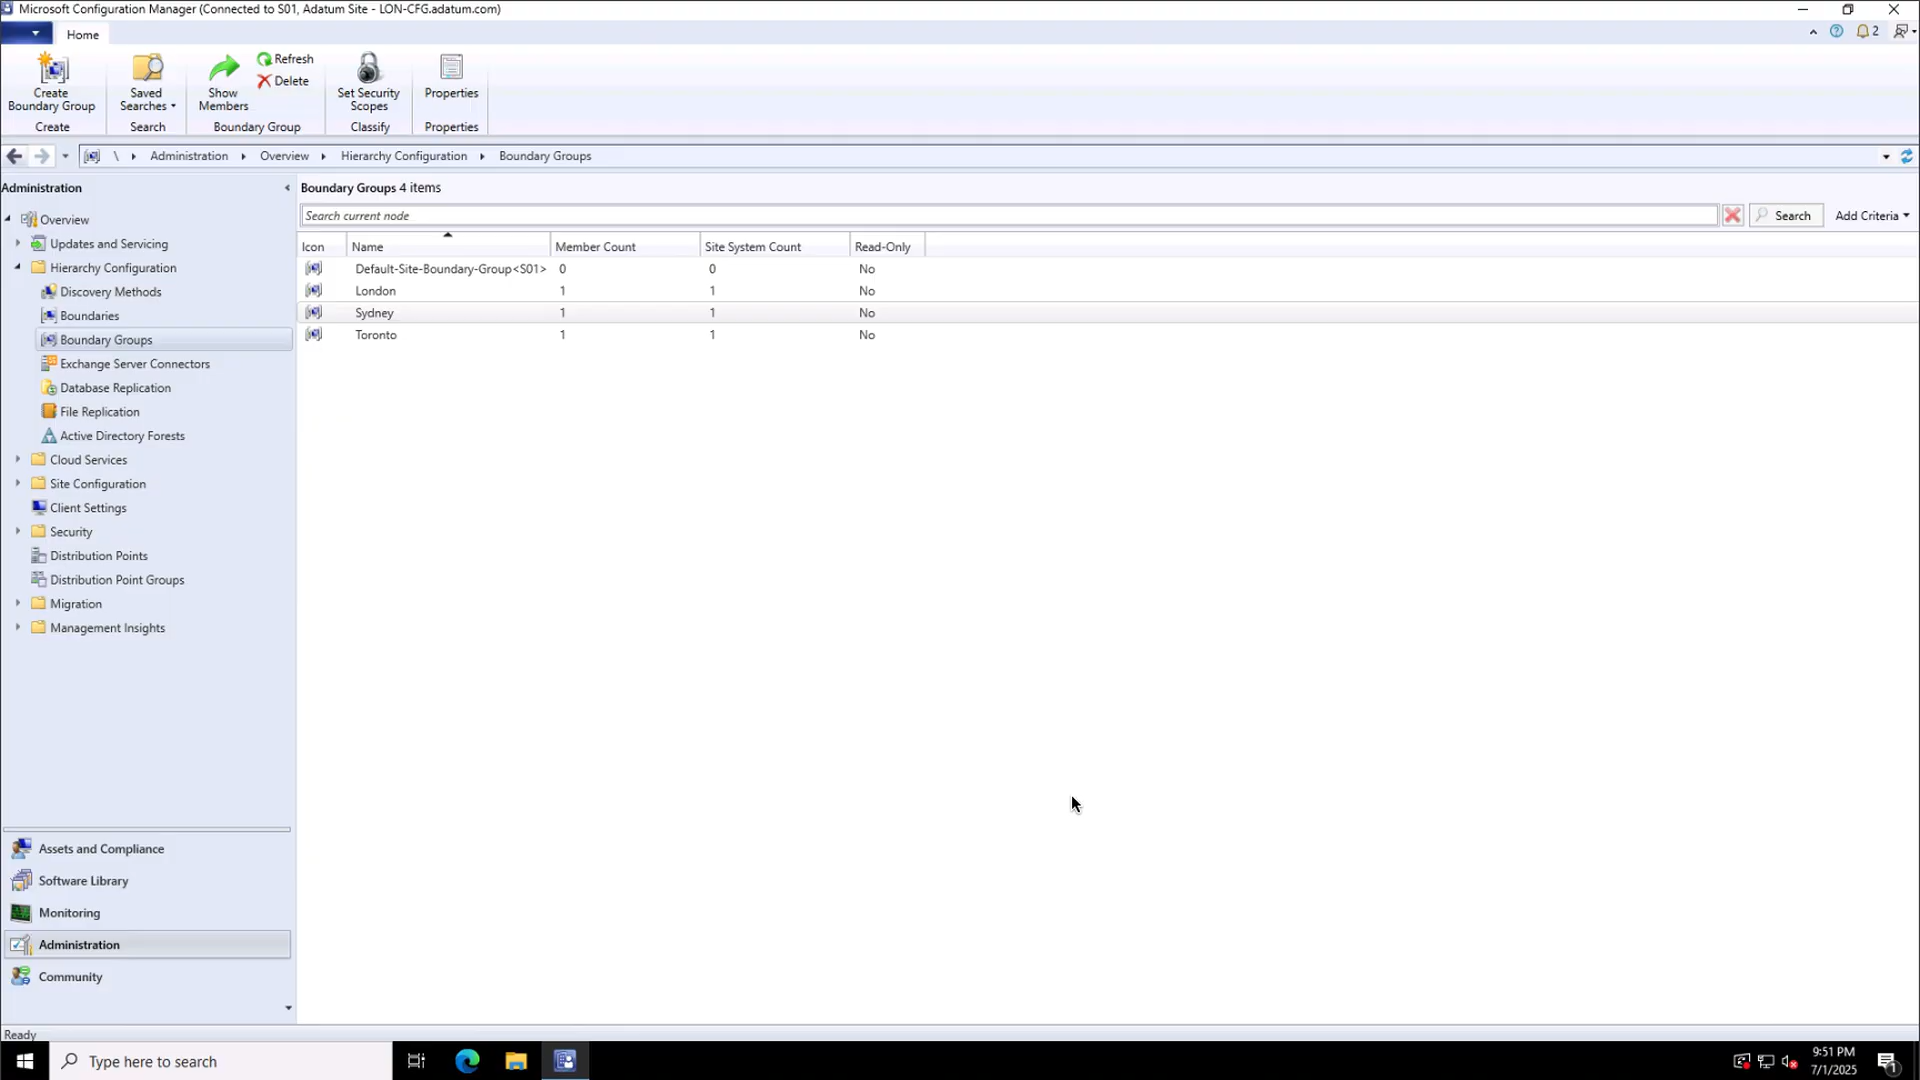 Microsoft Configuration Manager (Connected to S01, Adatum Site - LON-CFG.adatum.com)
Home
2
Create Boundary Group
Saved Searches
Show Members
Refresh
Delete
Set Security Scopes
Properties
Create
Search
Boundary Group
Classify
Properties
\ Administration Overview Hierarchy Configuration Boundary Groups
Administration
Overview
Updates and Servicing
Hierarchy Configuration
Discovery Methods
Boundaries
Boundary Groups
Exchange Server Connectors
Database Replication
File Replication
Active Directory Forests
Cloud Services
Site Configuration
Client Settings
Security
Distribution Points
Distribution Point Groups
Migration
Management Insights
Assets and Compliance
Software Library
Monitoring
Administration
Community
Boundary Groups 4 items
Search current node
Search
Add Criteria
Icon Name Member Count Site System Count Read-Only
Default-Site-Boundary-Group<S01> 0 0 No
London 1 1 No
Sydney 1 1 No
Toronto 1 1 No
Ready
Type here to search
9:51 PM
7/1/2025
1